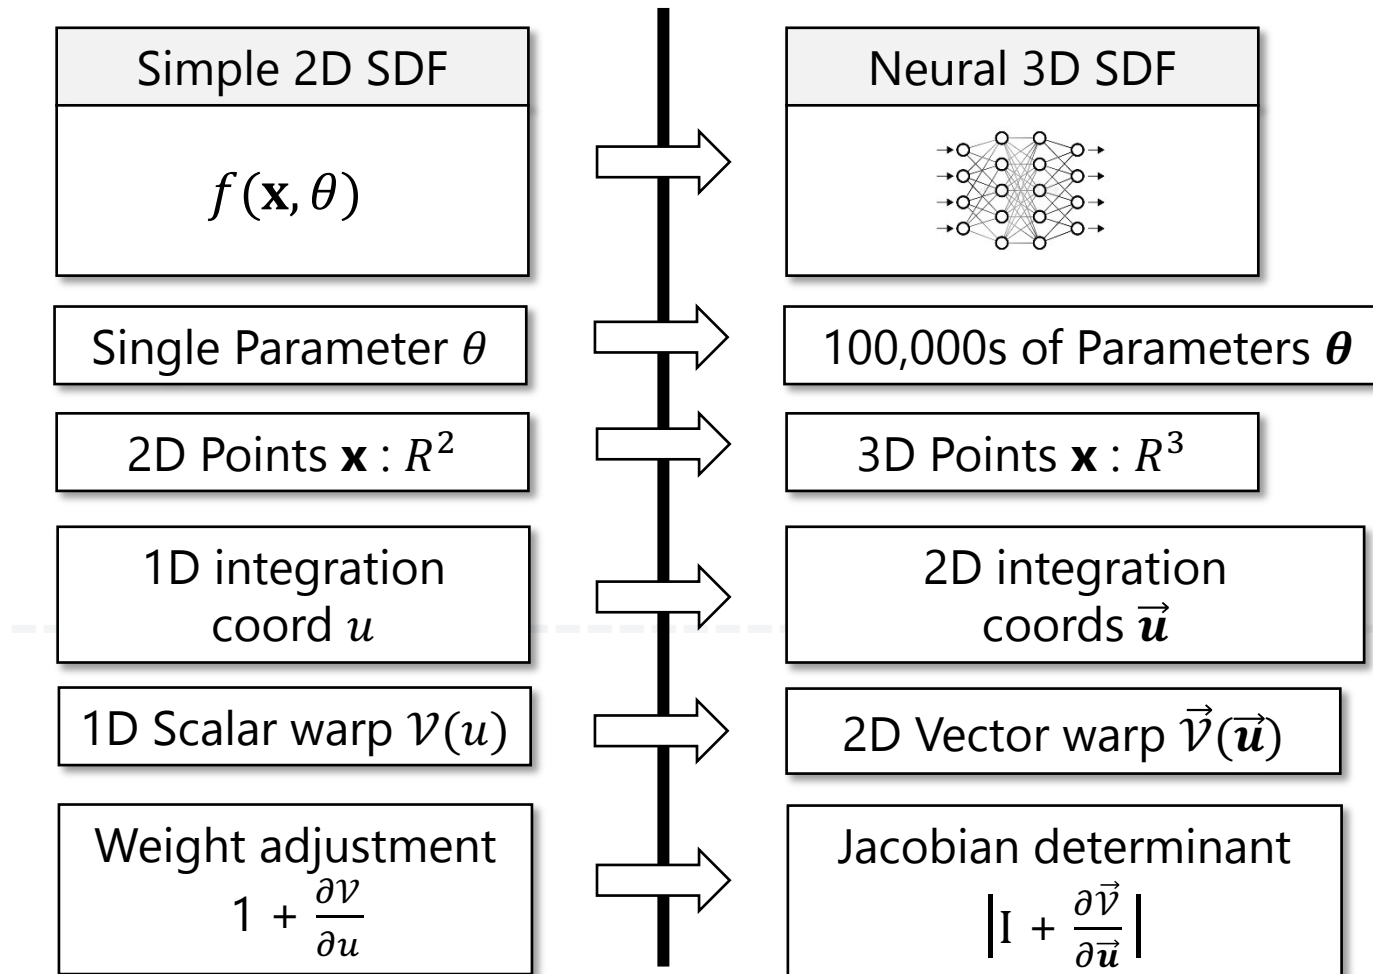 Simple 2D SDF
Neural 3D SDF
f(𝐱, θ)
Single Parameter θ
100,000s of Parameters 𝜽
2D Points 𝐱 : R²
3D Points 𝐱 : R³
1D integration
coord u
2D integration
coords 𝒖⃗
1D Scalar warp 𝒱(u)
2D Vector warp 𝒱⃗(𝒖⃗)
Weight adjustment
1 + ∂𝒱/∂u
Jacobian determinant
|I + ∂𝒱⃗/∂𝒖⃗|